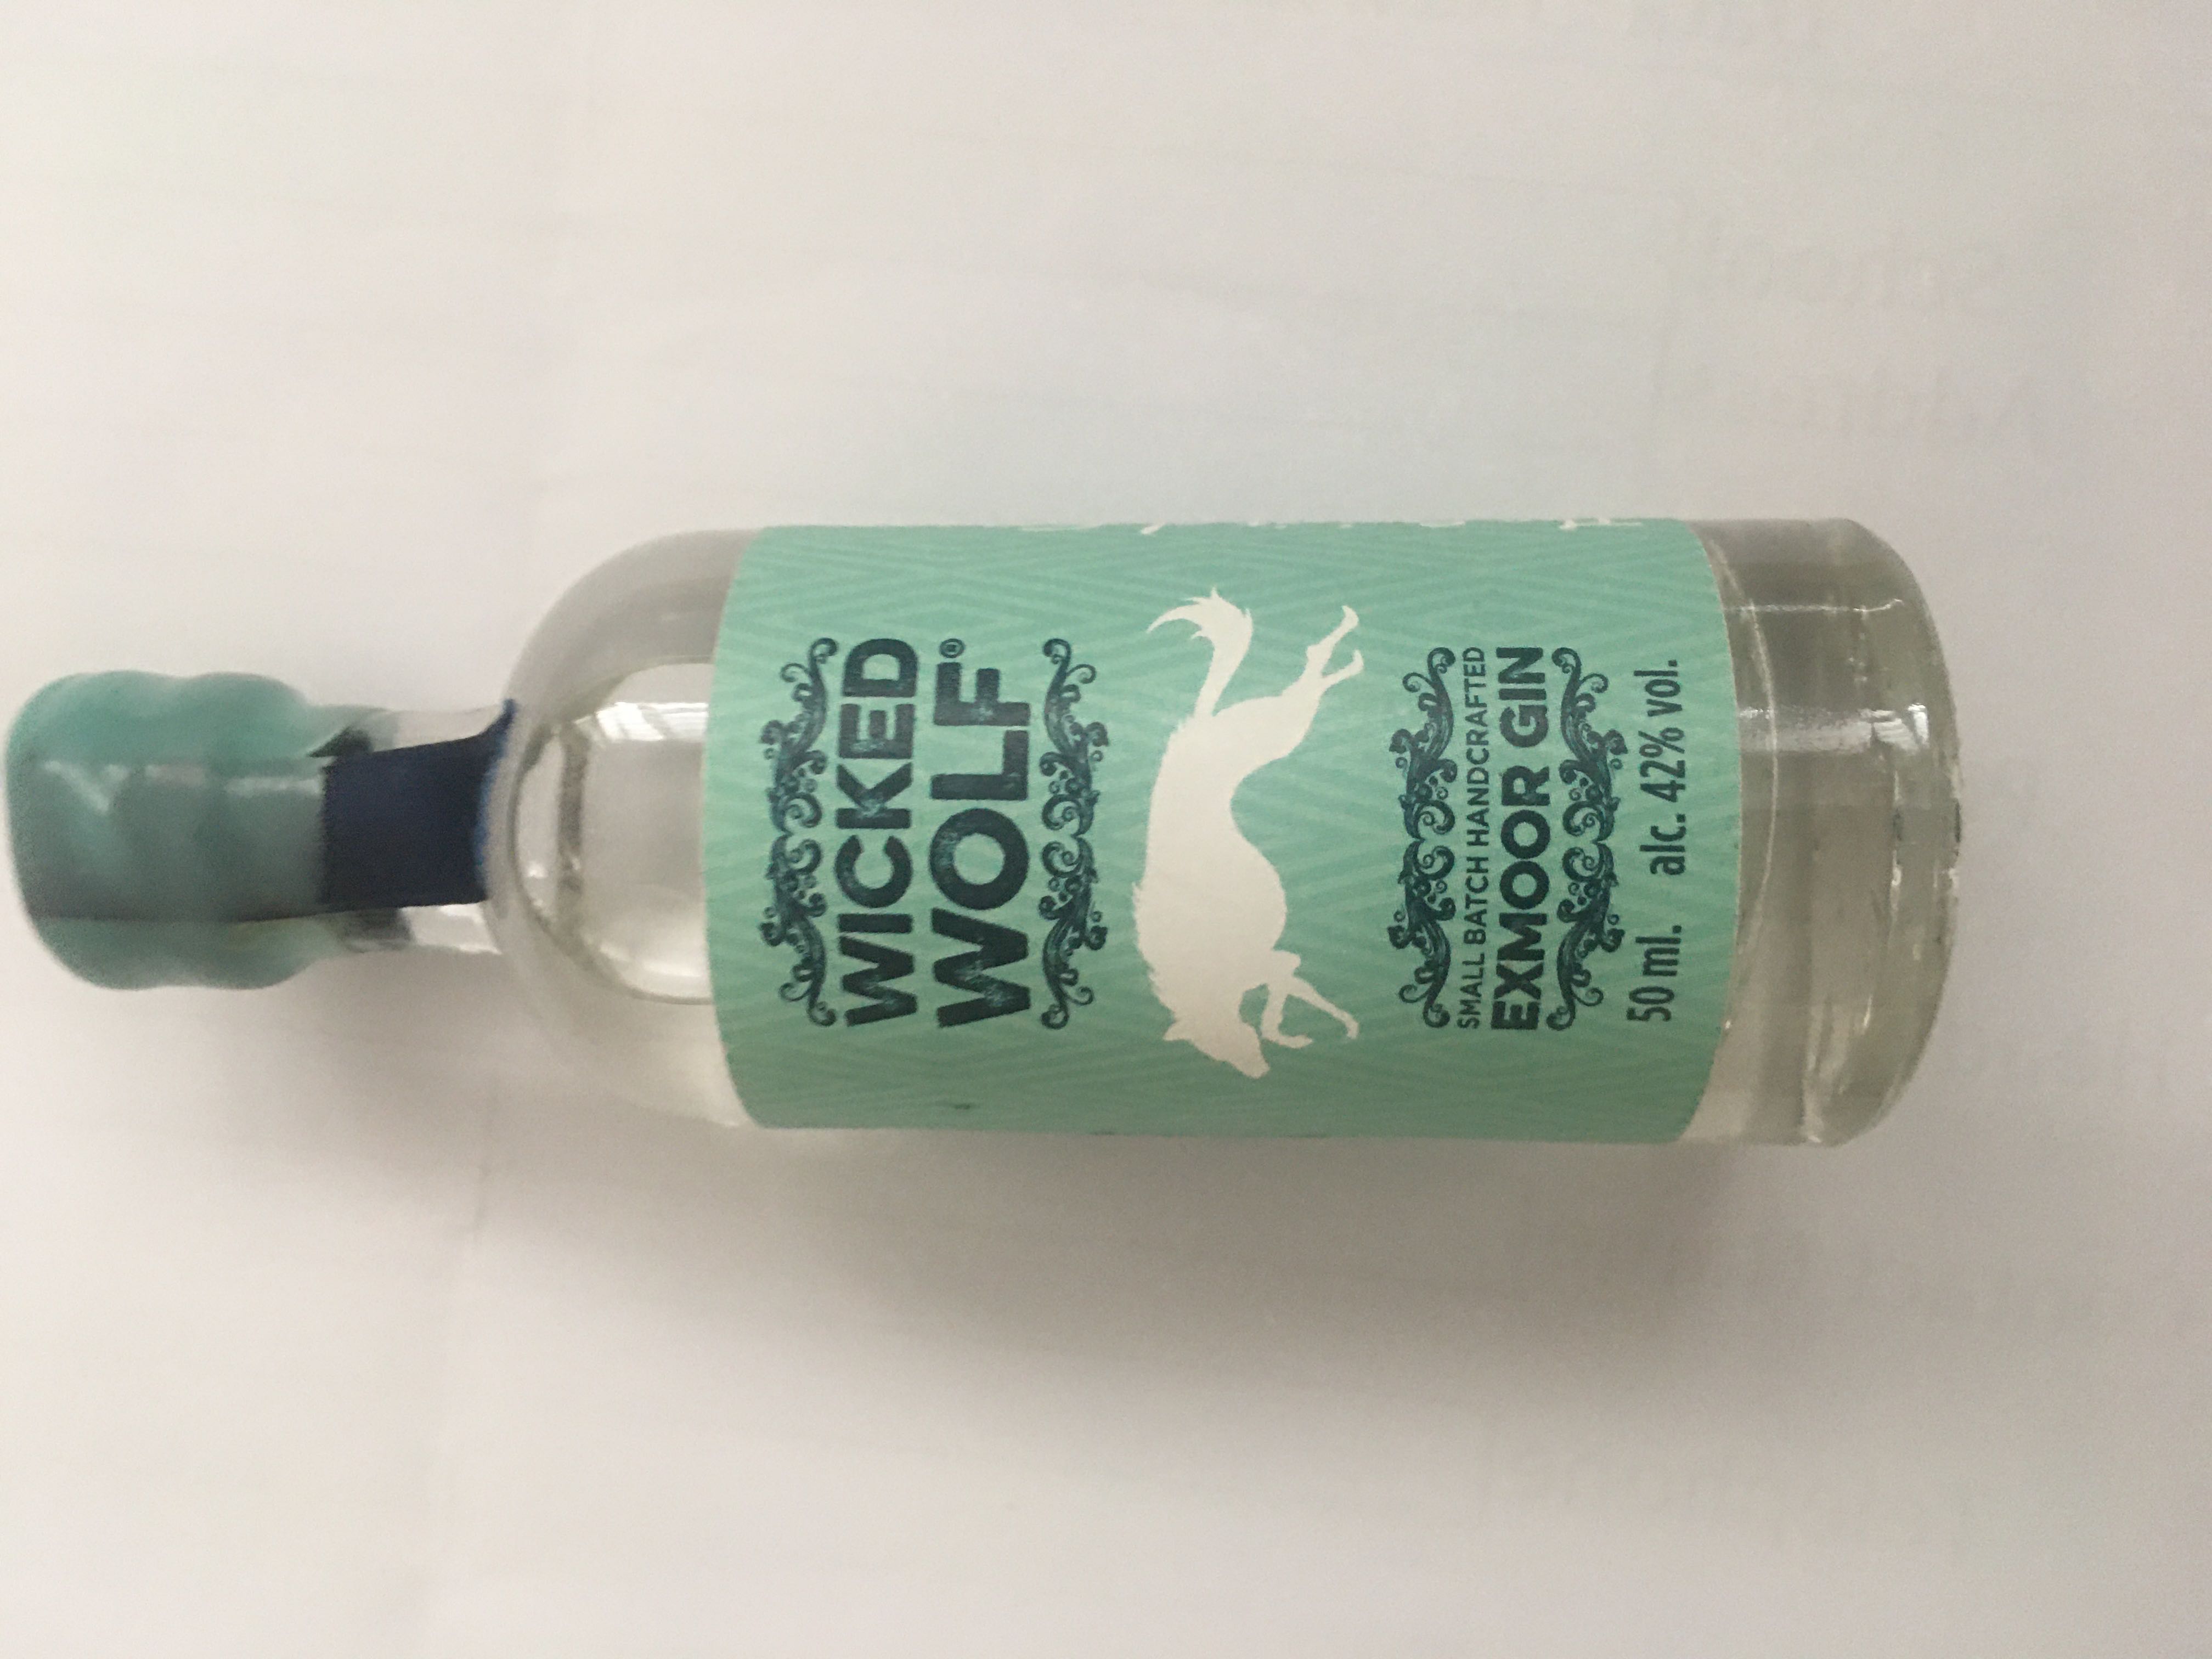 WICKED
WOLF®
SMALL BATCH HANDCRAFTED
EXMOOR GIN
50 ml. alc. 42% vol.